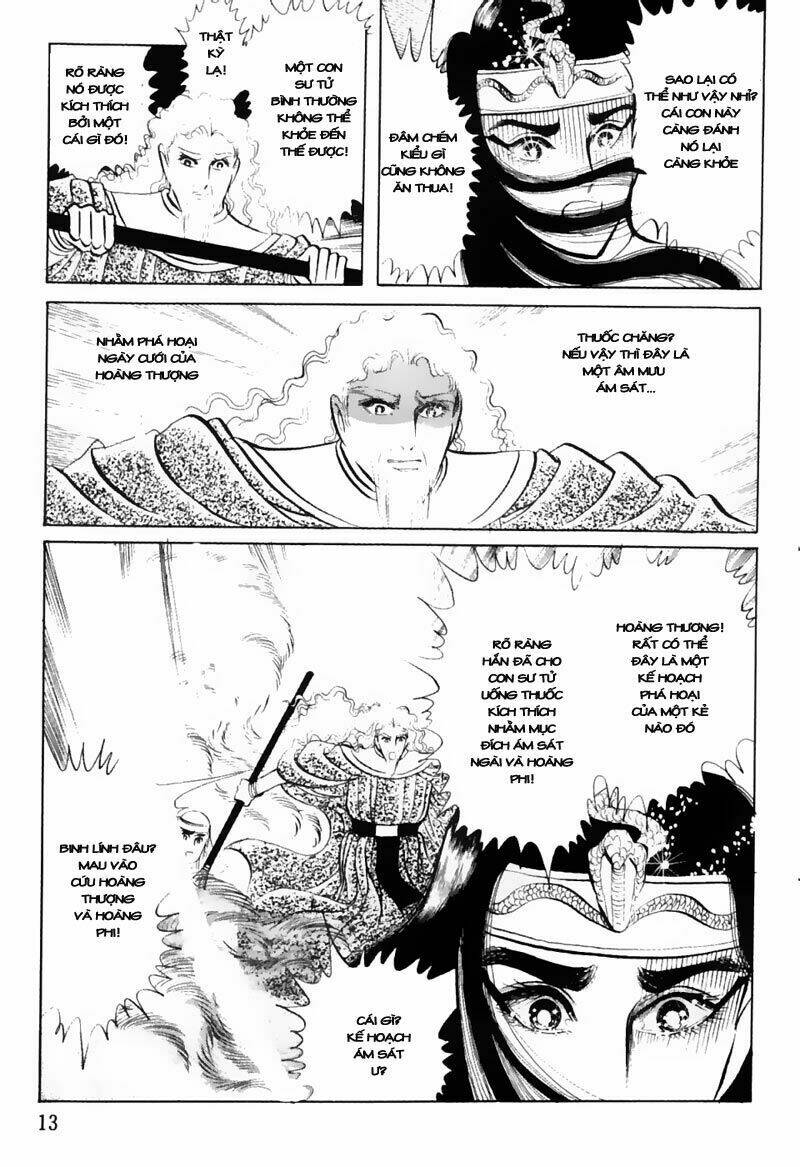 SAO LẠI CÓ
THỂ NHƯ VẬY NHỈ?
CÁI CON NÀY
CÀNG ĐÁNH
NÓ LẠI
CÀNG KHỎE
ĐÂM CHÉM
KIỂU GÌ
CŨNG KHÔNG
ĂN THUA!
MỘT CON
SƯ TỬ
BÌNH THƯỜNG
KHÔNG THỂ
KHỎE ĐẾN
THẾ ĐƯỢC!
THẬT
KỲ
LẠ!
RÕ RÀNG
NÓ ĐƯỢC
KÍCH THÍCH
BỞI MỘT
CÁI GÌ ĐÓ!
THUỐC CHĂNG?
NẾU VẬY THÌ ĐÂY LÀ
MỘT ÂM MƯU
ÁM SÁT...
NHẰM PHÁ HOẠI
NGÀY CƯỚI CỦA
HOÀNG THƯỢNG
HOÀNG THƯƠNG!
RẤT CÓ THỂ
ĐÂY LÀ MỘT
KẾ HOẠCH
PHÁ HOẠI
CỦA MỘT KẺ
NÀO ĐÓ
RÕ RÀNG
HẮN ĐÃ CHO
CON SƯ TỬ
UỐNG THUỐC
KÍCH THÍCH
NHẰM MỤC
ĐÍCH ÁM SÁT
NGÀI VÀ HOÀNG
PHI!
BINH LÍNH ĐÂU?
MAU VÀO
CỨU HOÀNG
THƯỢNG
VÀ HOÀNG
PHI!
CÁI GÌ?
KẾ HOẠCH
ÁM SÁT
Ư?
13